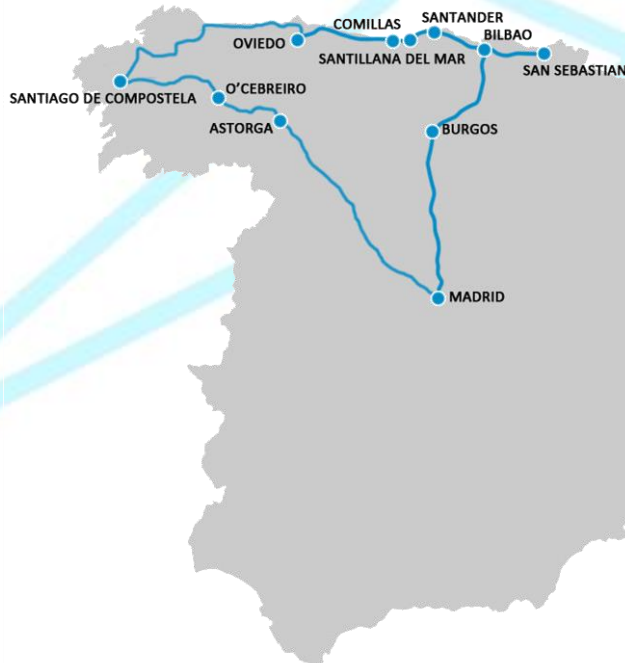 SANTANDER
COMILLAS
BILBAO
OVIEDO
SANTILLANA DEL MAR
SAN SEBASTIAN
O'CEBREIRO
SANTIAGO DE COMPOSTELA
ASTORGA
BURGOS
MADRID